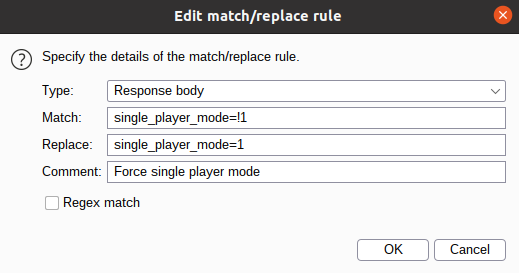 Edit match/replace rule
Specify the details of the match/replace rule.
Type: Response body
Match: single_player_mode=!1
Replace: single_player_mode=1
Comment: Force single player mode
Regex match
OK Cancel